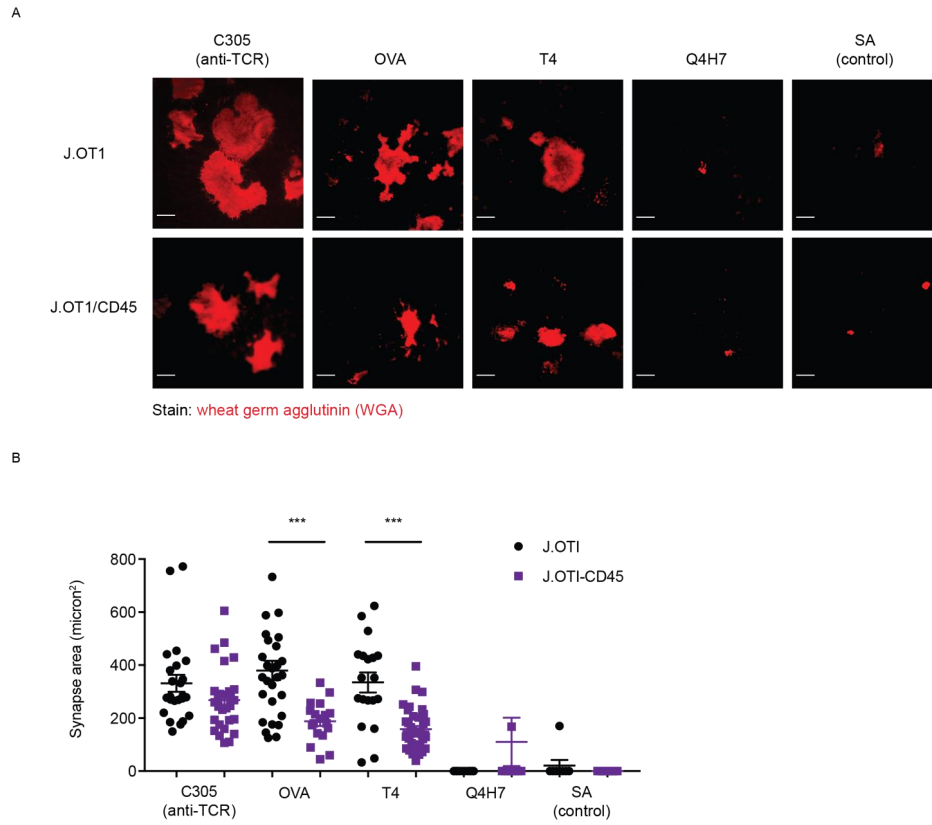 A
C305
(anti-TCR)
OVA
T4
Q4H7
SA
(control)
J.OT1
J.OT1/CD45
Stain: wheat germ agglutinin (WGA)
B
***
***
J.OTI
J.OTI-CD45
Synapse area (micron²)
800
600
400
200
0
C305
(anti-TCR)
OVA
T4
Q4H7
SA
(control)